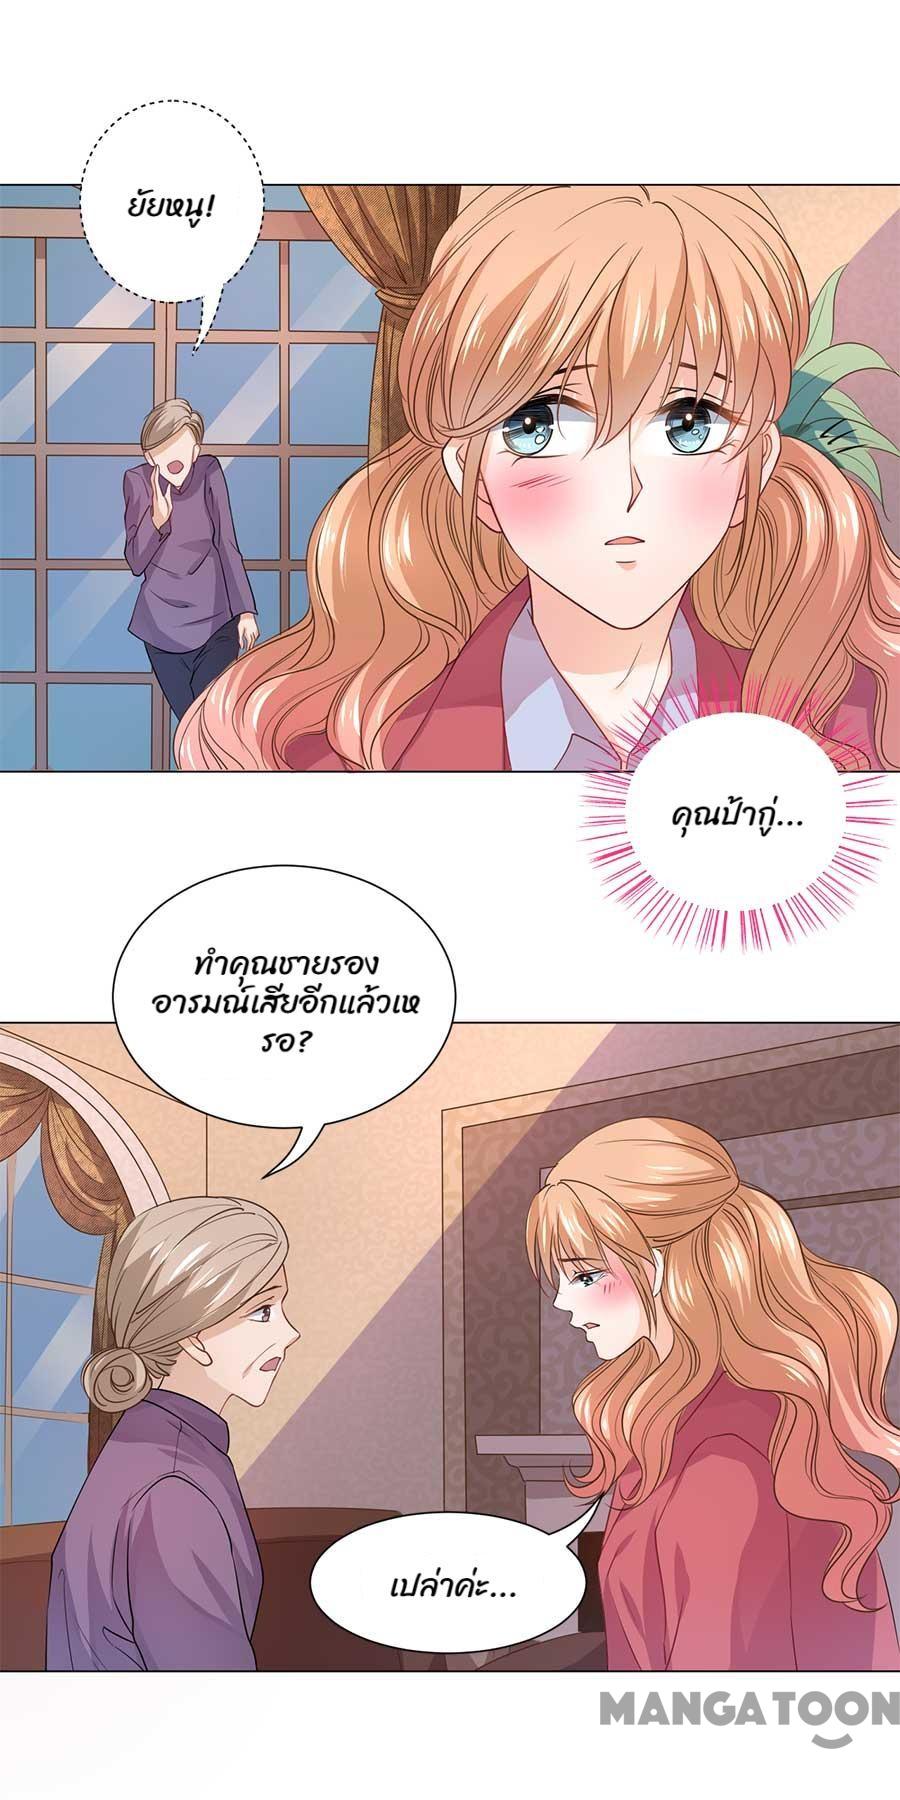 ยัยหนู!
คุณป้ากู่...
ทำคุณชายรอง
อารมณ์เสียอีกแล้วเห
รอ?
เปล่าค่ะ...
MANGATOON